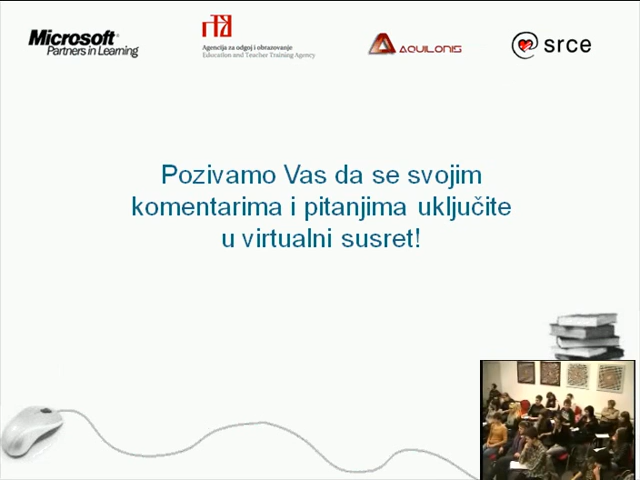 Microsoft
Partners in Learning
Agencija za odgoj i obrazovanje
Education and Teacher Training Agency
AQUILONIS
srce
Pozivamo Vas da se svojim
komentarima i pitanjima uključite
u virtualni susret!